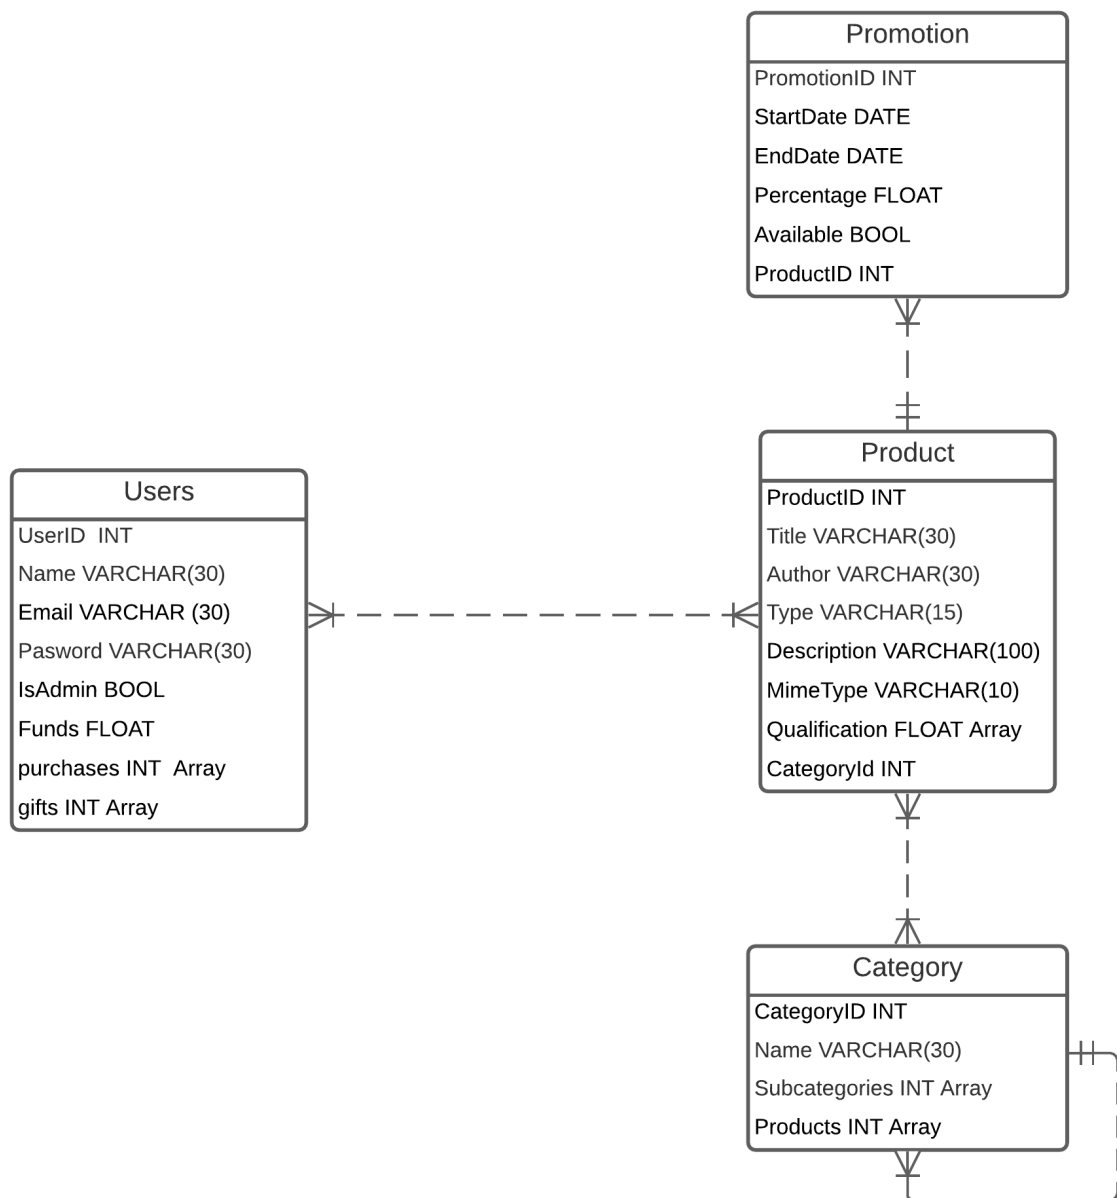 Promotion
PromotionID INT
StartDate DATE
EndDate DATE
Percentage FLOAT
Available BOOL
ProductID INT
Product
ProductID INT
Title VARCHAR(30)
Author VARCHAR(30)
Type VARCHAR(15)
Description VARCHAR(100)
MimeType VARCHAR(10)
Qualification FLOAT Array
CategoryId INT
Users
UserID  INT
Name VARCHAR(30)
Email VARCHAR (30)
Pasword VARCHAR(30)
IsAdmin BOOL
Funds FLOAT
purchases INT  Array
gifts INT Array
Category
CategoryID INT
Name VARCHAR(30)
Subcategories INT Array
Products INT Array